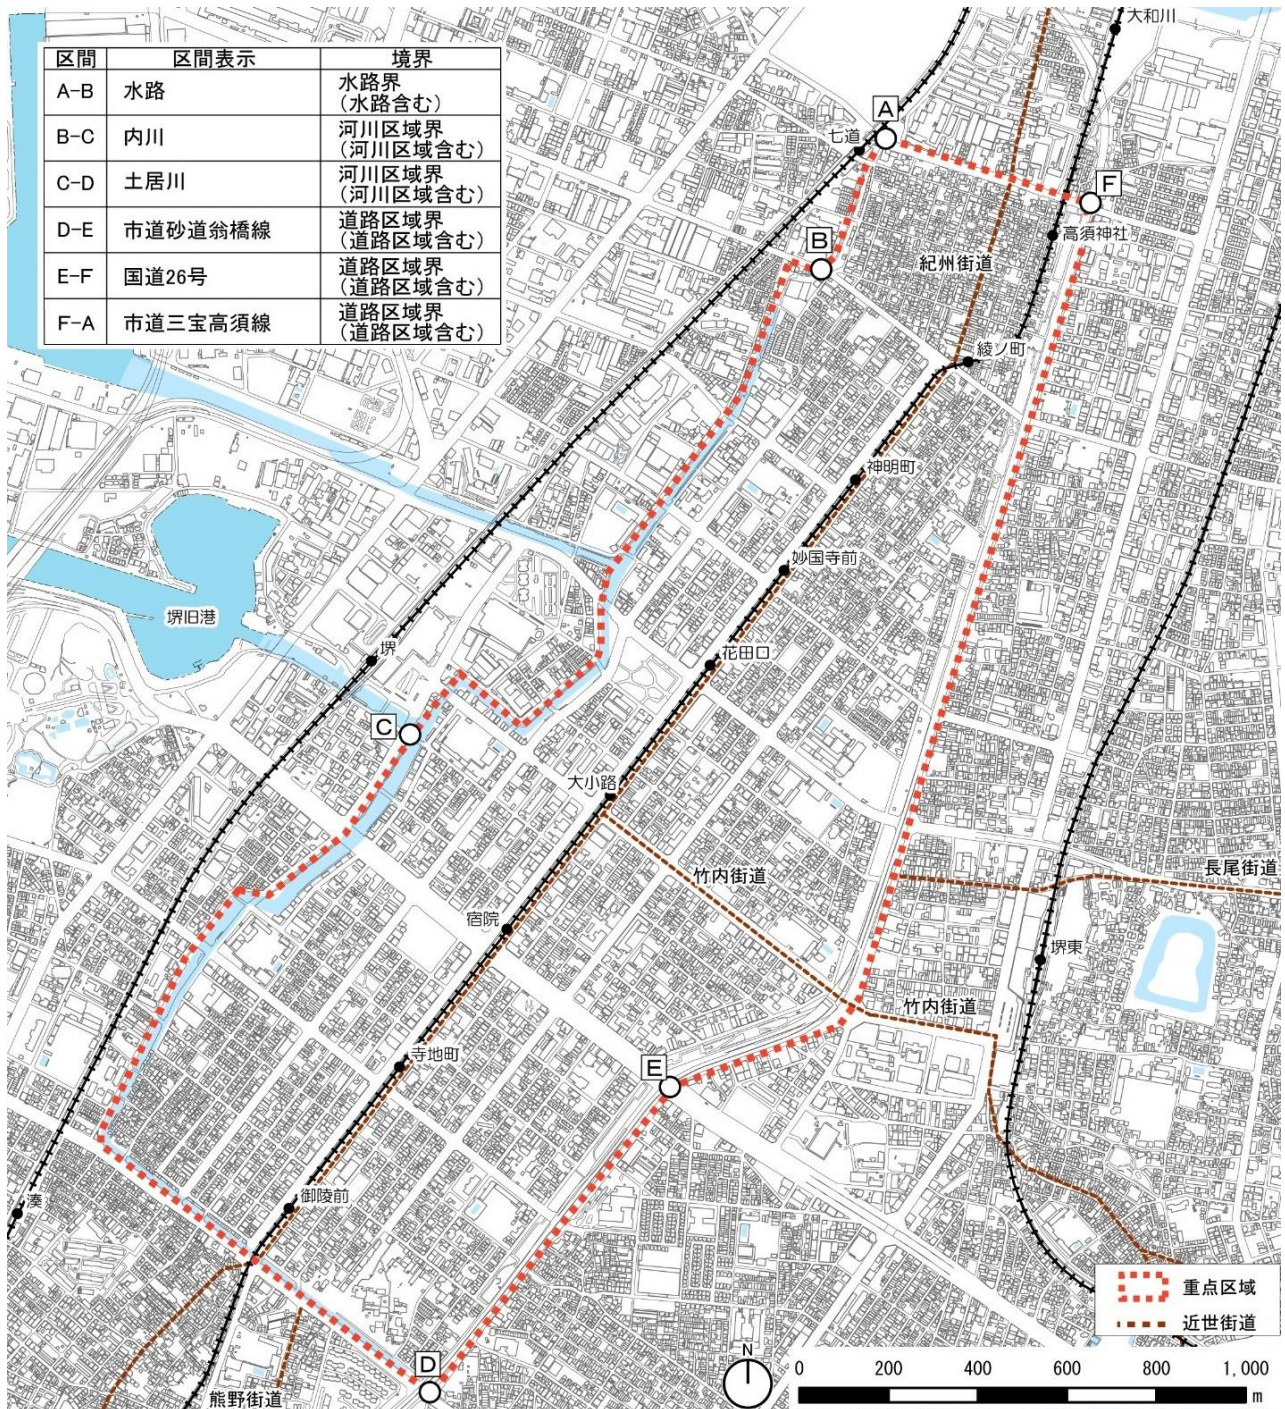 区間 区間表示 境界
A-B 水路 水路界
(水路含む)
B-C 内川 河川区域界
(河川区域含む)
C-D 土居川 河川区域界
(河川区域含む)
D-E 市道砂道翁橋線 道路区域界
(道路区域含む)
E-F 国道26号 道路区域界
(道路区域含む)
F-A 市道三宝高須線 道路区域界
(道路区域含む)
大和川
A
七道
F
高須神社
B
紀州街道
綾ノ町
神明町
妙国寺前
堺旧港
堺
花田口
C
大小路
竹内街道
長尾街道
宿院
堺東
竹内街道
寺地町
E
御陵前
湊
D
熊野街道
N
重点区域
近世街道
0 200 400 600 800 1,000
m